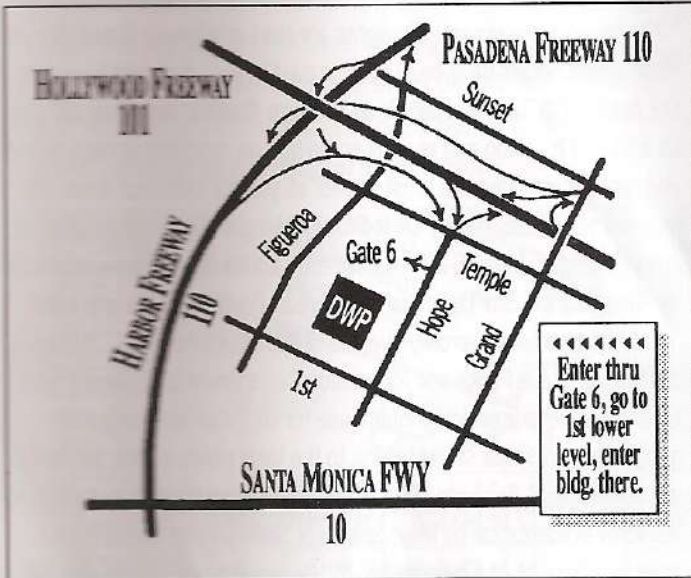 PASADENA FREEWAY 110
HOLLYWOOD FREEWAY
101
Sunset
Figueroa
Gate 6
Temple
HARBOR FREEWAY
110
DWP
Hope
Grand
1st
Enter thru
Gate 6, go to
1st lower
level, enter
bldg. there.
SANTA MONICA FWY
10